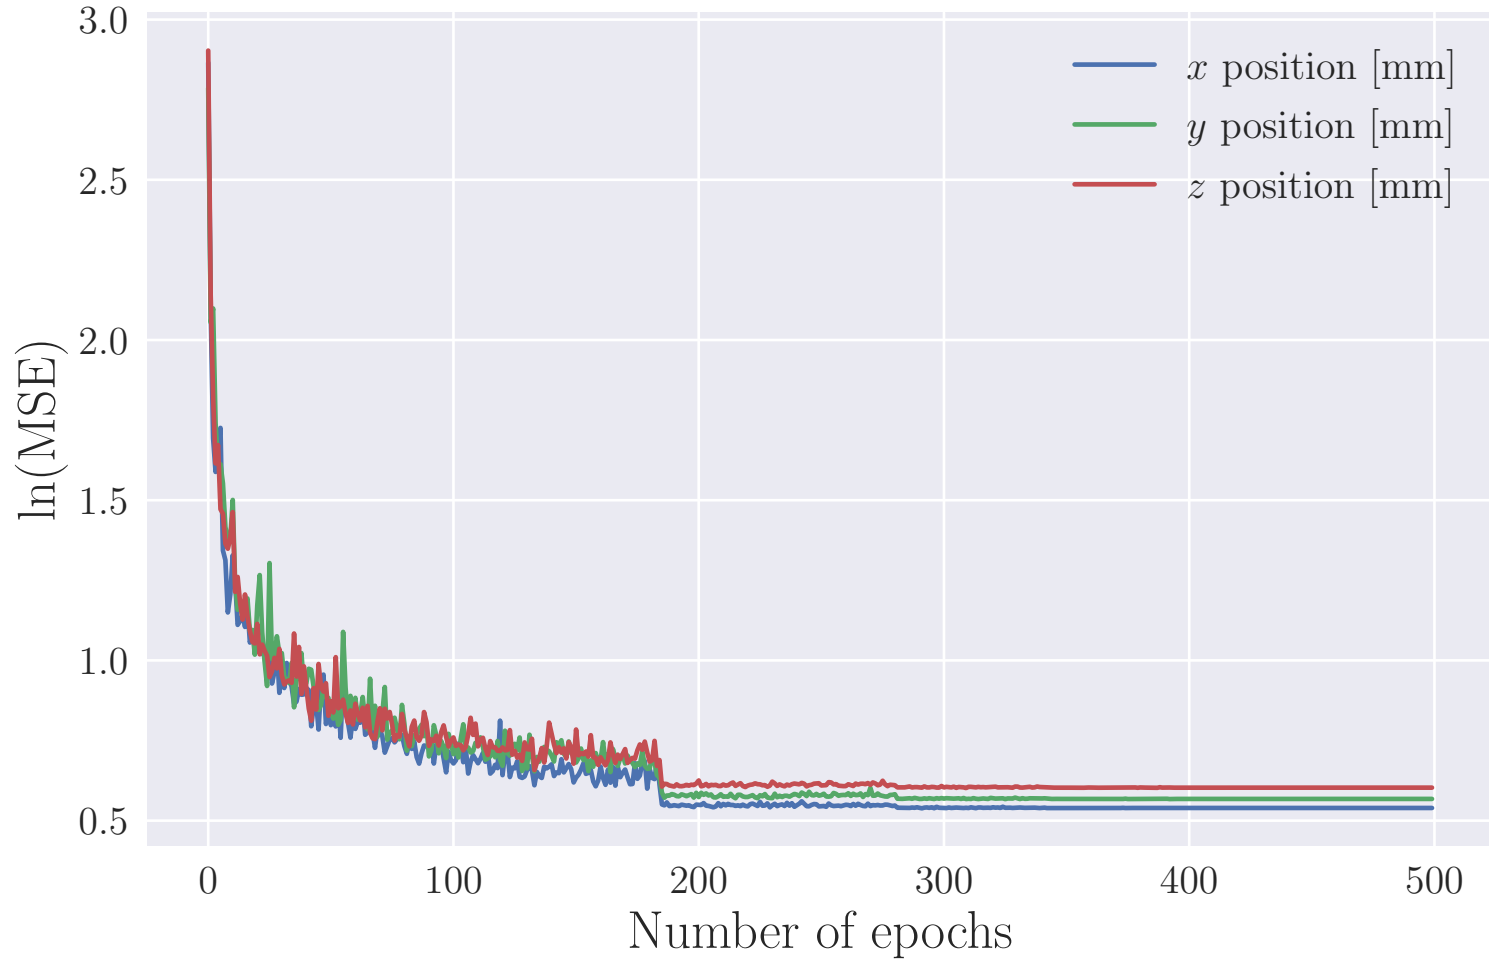 3.0
2.5
2.0
1.5
1.0
0.5
ln(MSE)
x position [mm]
y position [mm]
z position [mm]
0 100 200 300 400 500
Number of epochs